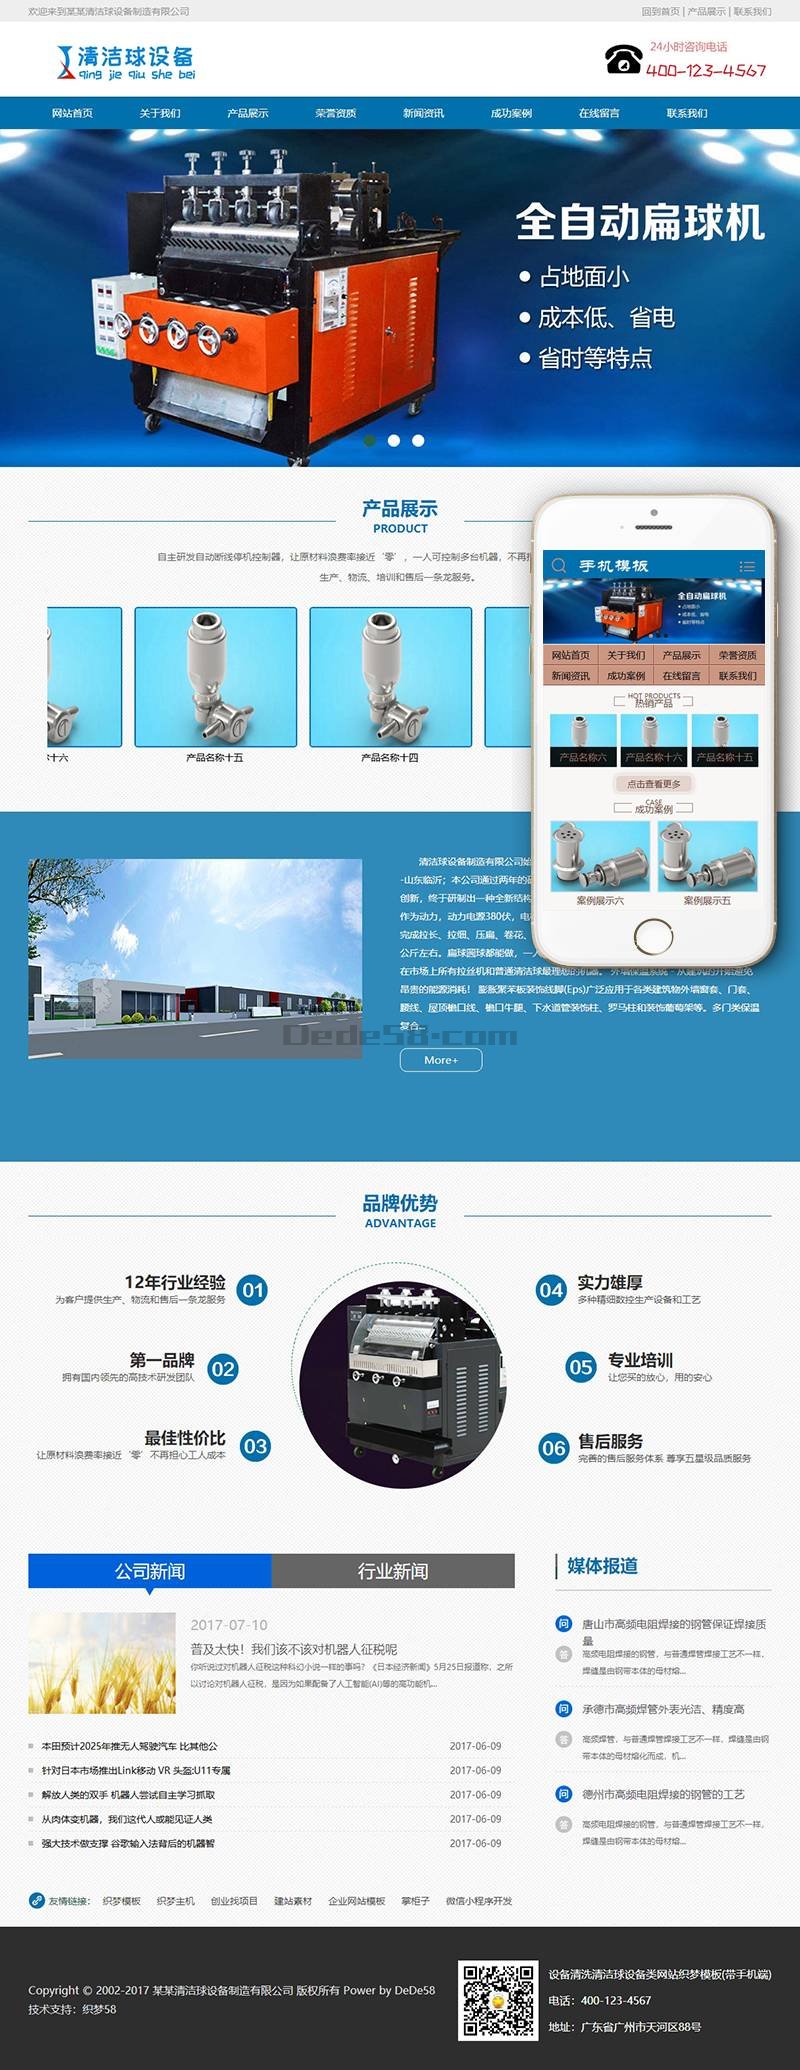 欢迎来到某某清洁球设备制造有限公司
回到首页 | 产品展示 | 联系我们
清洁球设备
qing jie qiu she bei
24小时咨询电话
400-123-4567
网站首页 关于我们 产品展示 荣誉资质 新闻资讯 成功案例 在线留言 联系我们
全自动扁球机
● 占地面小
● 成本低、省电
● 省时等特点
产品展示
PRODUCT
自主研发自动断线停机控制器，让原材料浪费率接近‘零’，一人可控制多台机器，不再担
生产、物流、培训和售后一条龙服务。
十六 产品名称十五 产品名称十四
手机模板
全自动扁球机
● 占地面小
● 成本低、省电
● 省时等特点
网站首页 关于我们 产品展示 荣誉资质
新闻资讯 成功案例 在线留言 联系我们
HOT PRODUCTS
热销产品
产品名称六 产品名称十六 产品名称十五
点击查看更多
CASE
成功案例
案例展示六 案例展示五
清洁球设备制造有限公司始
-山东临沂；本公司通过两年的
创新，终于研制出一种全新结构
作为动力，动力电源380伏，电
完成拉长、拉细、压扁、卷花、
公斤左右。扁球圆球都能做，一人
在市场上所有拉丝机和普通清洁球最理想的机器。 外墙保温系统 - 从建筑的开始避免
昂贵的能源消耗！ 膨胀聚苯板装饰线脚(Eps)广泛应用于各类建筑物外墙窗套、门套、
腰线、屋顶檐口线、檐口牛腿、下水道管装饰柱、罗马柱和装饰葡萄架等。多门类保温
复合...
Dede58.com
More+
品牌优势
ADVANTAGE
12年行业经验
为客户提供生产、物流和售后一条龙服务
01
第一品牌
拥有国内领先的高技术研发团队
02
最佳性价比
让原材料浪费率接近‘零’ 不再担心工人成本
03
04
实力雄厚
多种精细数控生产设备和工艺
05
专业培训
让您买的放心，用的安心
06
售后服务
完善的售后服务体系 尊享五星级品质服务
公司新闻 行业新闻
2017-07-10
普及太快！我们该不该对机器人征税呢
你听说过对机器人征税这种科幻小说一样的事吗？《日本经济新闻》5月25日报道称，之所
以讨论对机器人征税，是因为如果配备了人工智能(AI)等的高功能机...
本田预计2025年推无人驾驶汽车 比其他公 2017-06-09
针对日本市场推出Link移动 VR 头盔:U11专属 2017-06-09
解放人类的双手 机器人尝试自主学习抓取 2017-06-09
从肉体变机器，我们这代人或能见证人类 2017-06-09
强大技术做支撑 谷歌输入法背后的机器智 2017-06-09
媒体报道
问 唐山市高频电阻焊接的钢管保证焊接质
量
答 高频电阻焊接的钢管，与普通焊管焊接工艺不一样，
焊缝是由钢带本体的母材熔...
问 承德市高频焊管外表光洁、精度高
答 高频焊管，与普通焊管焊接工艺不一样，焊缝是由钢
带本体的母材熔化而成，机...
问 德州市高频电阻焊接的钢管的工艺
答 高频电阻焊接的钢管，与普通焊管焊接工艺不一样，
焊缝是由钢带本体的母材熔...
友情链接： 织梦模板 织梦主机 创业找项目 建站素材 企业网站模板 掌柜子 微信小程序开发
Copyright © 2002-2017 某某清洁球设备制造有限公司 版权所有 Power by DeDe58
技术支持：织梦58
设备清洗清洁球设备类网站织梦模板(带手机端)
电话：400-123-4567
地址：广东省广州市天河区88号